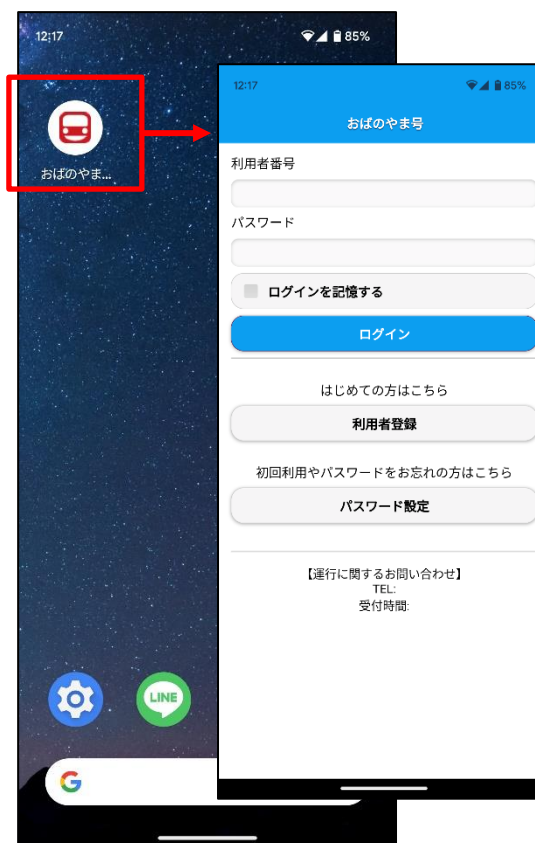 12:17
85%
おばのやま...
12:17
85%
おばのやま号
利用者番号
パスワード
ログインを記憶する
ログイン
はじめての方はこちら
利用者登録
初回利用やパスワードをお忘れの方はこちら
パスワード設定
【運行に関するお問い合わせ】
TEL:
受付時間:
LINE
G